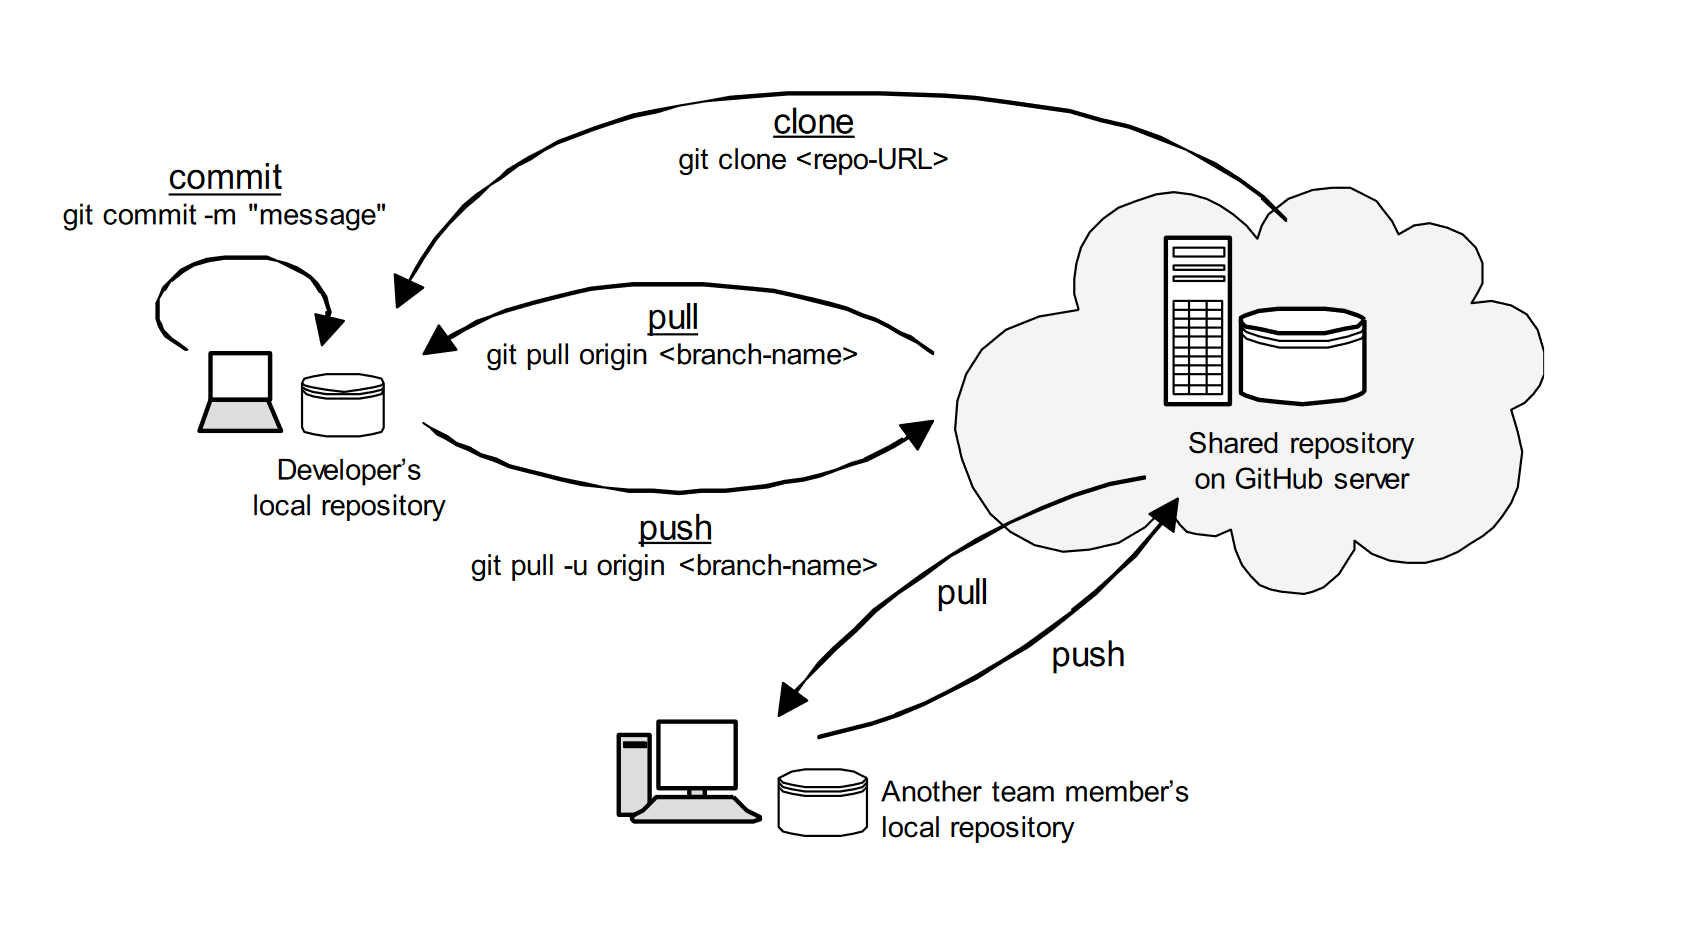 clone
git clone <repo-URL>
commit
git commit -m "message"
pull
git pull origin <branch-name>
Developer’s
local repository
push
git pull -u origin <branch-name>
Shared repository
on GitHub server
pull
push
Another team member’s
local repository